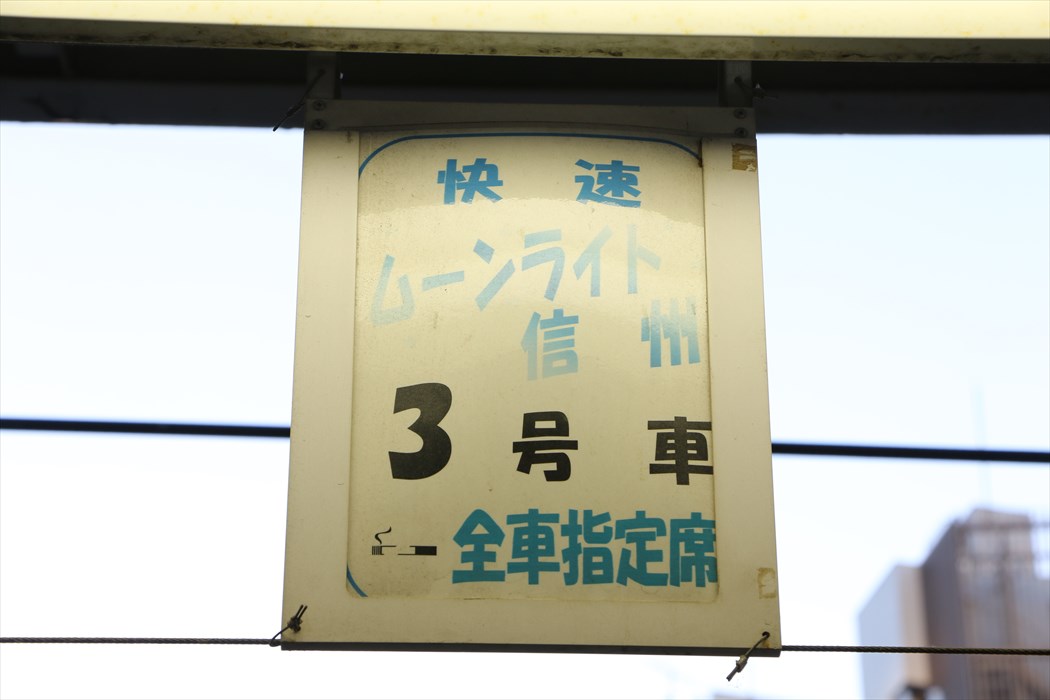 快速
ムーンライト
信州
3号車
全車指定席